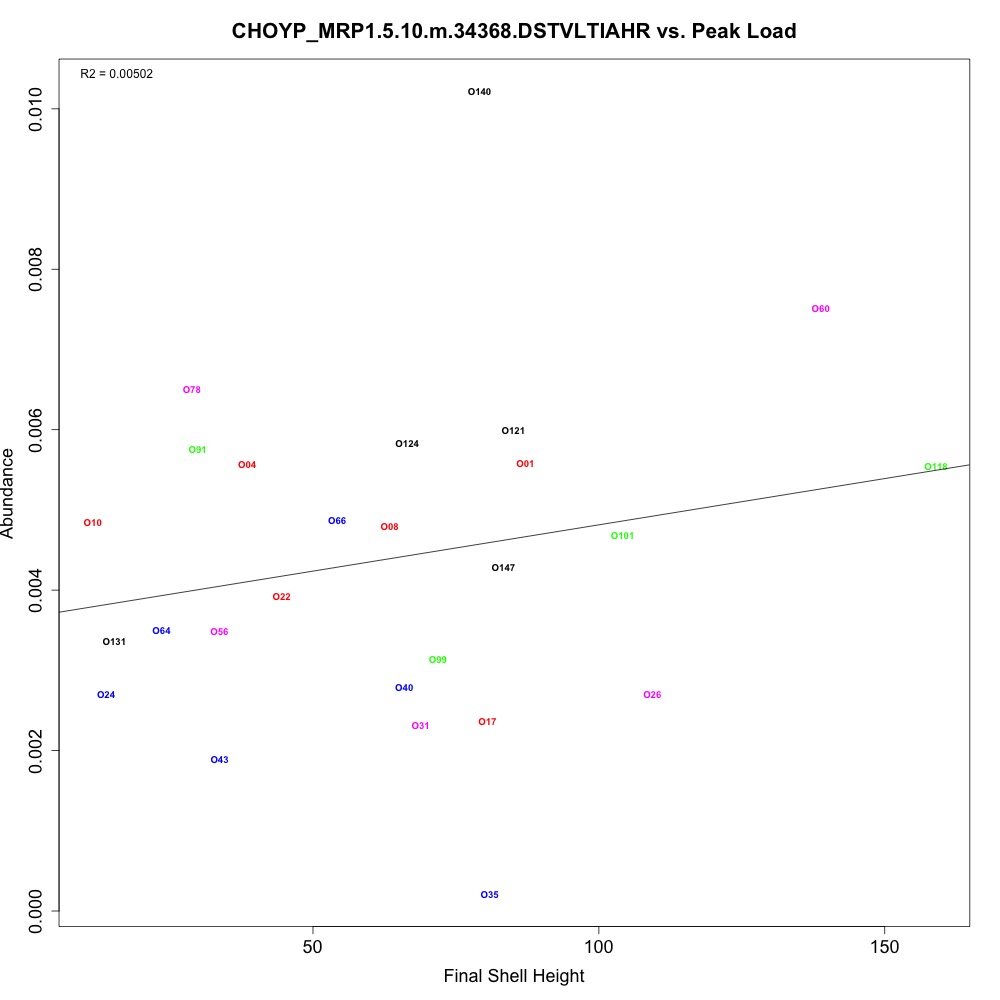 CHOYP_MRP1.5.10.m.34368.DSTVLTIAHR vs. Peak Load
R2 = 0.00502
O140
O60
O78
O121
O124
O91
O01
O04
O118
O66
O10
O08
O101
O147
O22
O64
O56
O131
O99
O40
O24
O26
O17
O31
O43
O35
0.010
0.008
0.006
0.004
0.002
0.000
Abundance
50
100
150
Final Shell Height